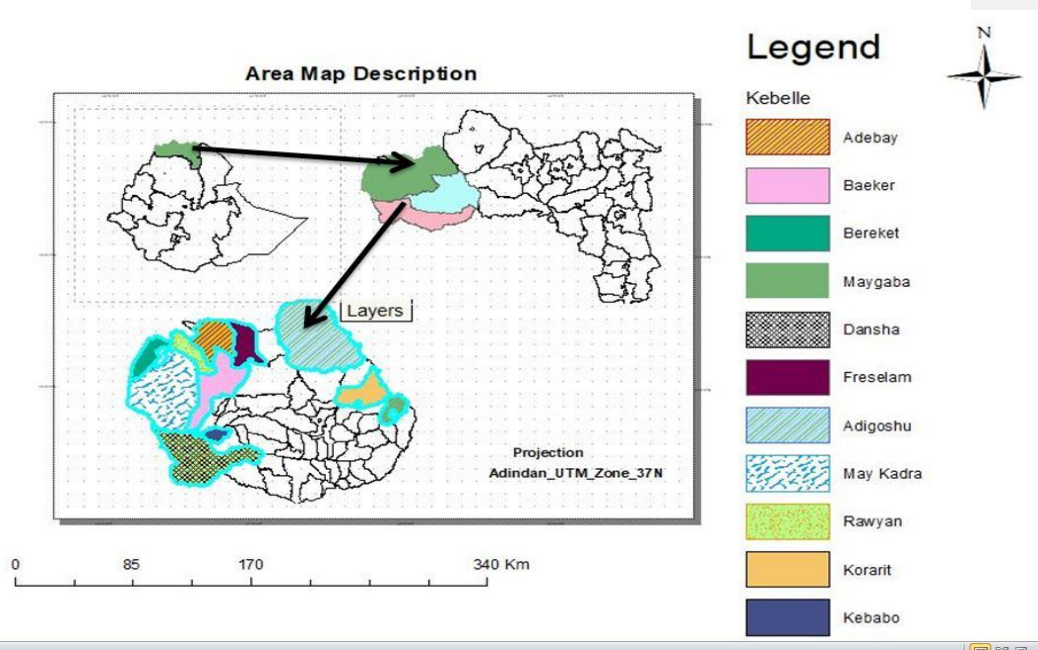 Area Map Description
Layers
Projection
Adindan_UTM_Zone_37N
0 85 170 340 Km
Legend
N
Kebelle
Adebay
Baeker
Bereket
Maygaba
Dansha
Freselam
Adigoshu
May Kadra
Rawyan
Korarit
Kebabo